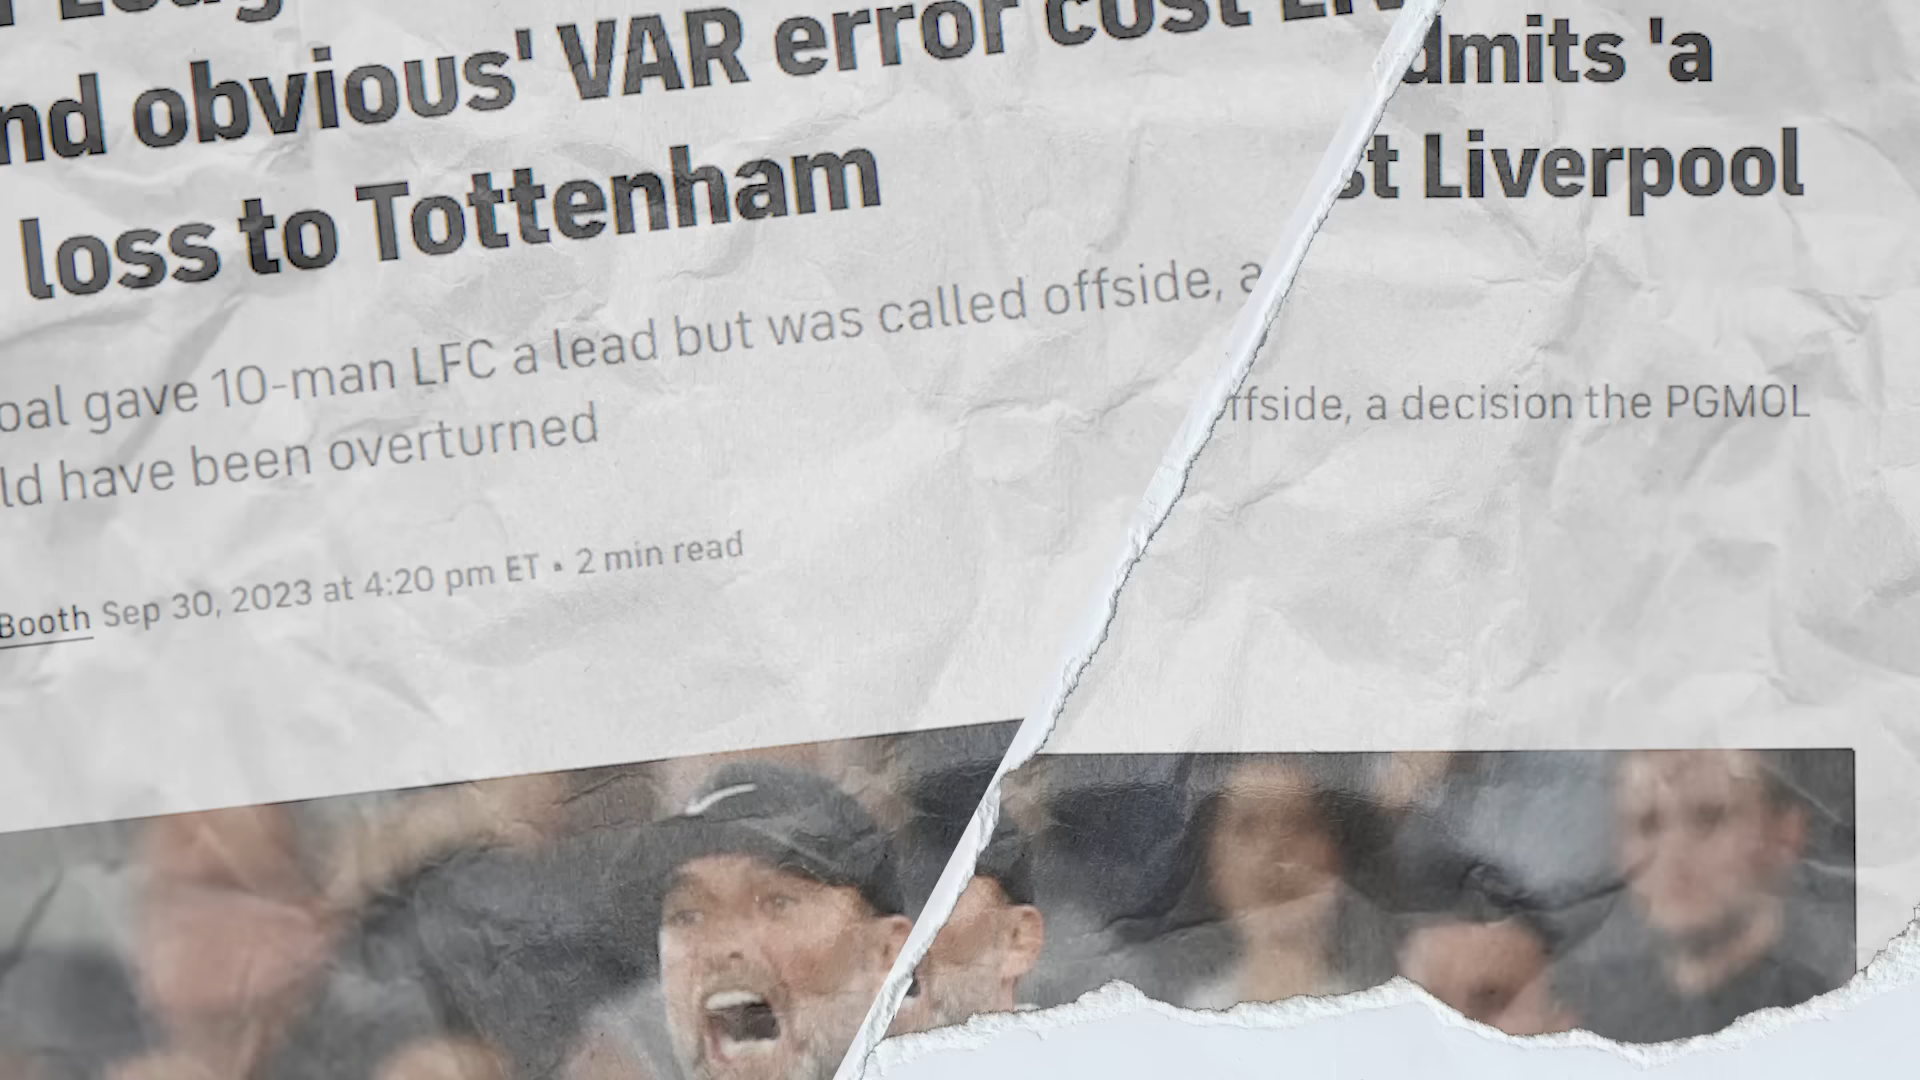 nd obvious' VAR error cost
loss to Tottenham
gave 10-man LFC a lead but was called offside, a
have been overturned
Booth Sep 30, 2023 at 4:20 pm ET • 2 min read
dmits 'a
st Liverpool
ffside, a decision the PGMOL